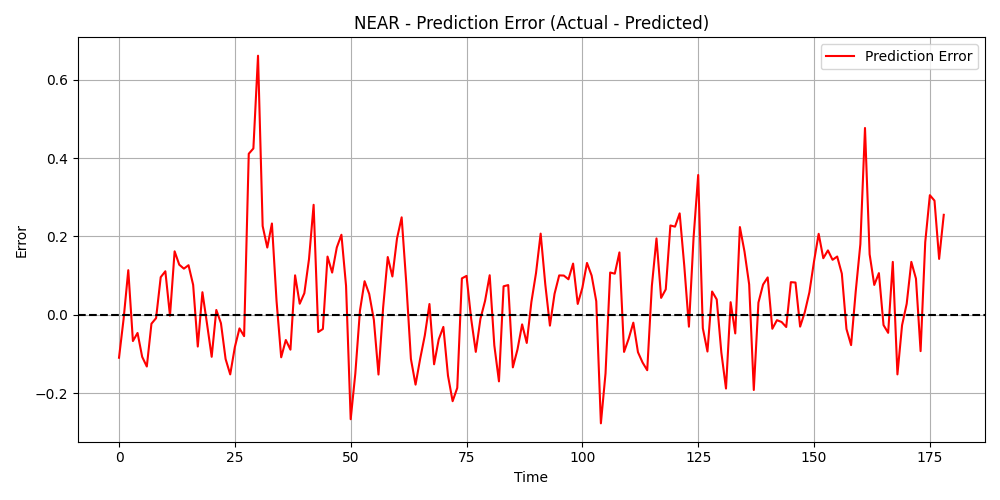 NEAR - Prediction Error (Actual - Predicted)
Prediction Error
Error
0.6
0.4
0.2
0.0
−0.2
0 25 50 75 100 125 150 175
Time